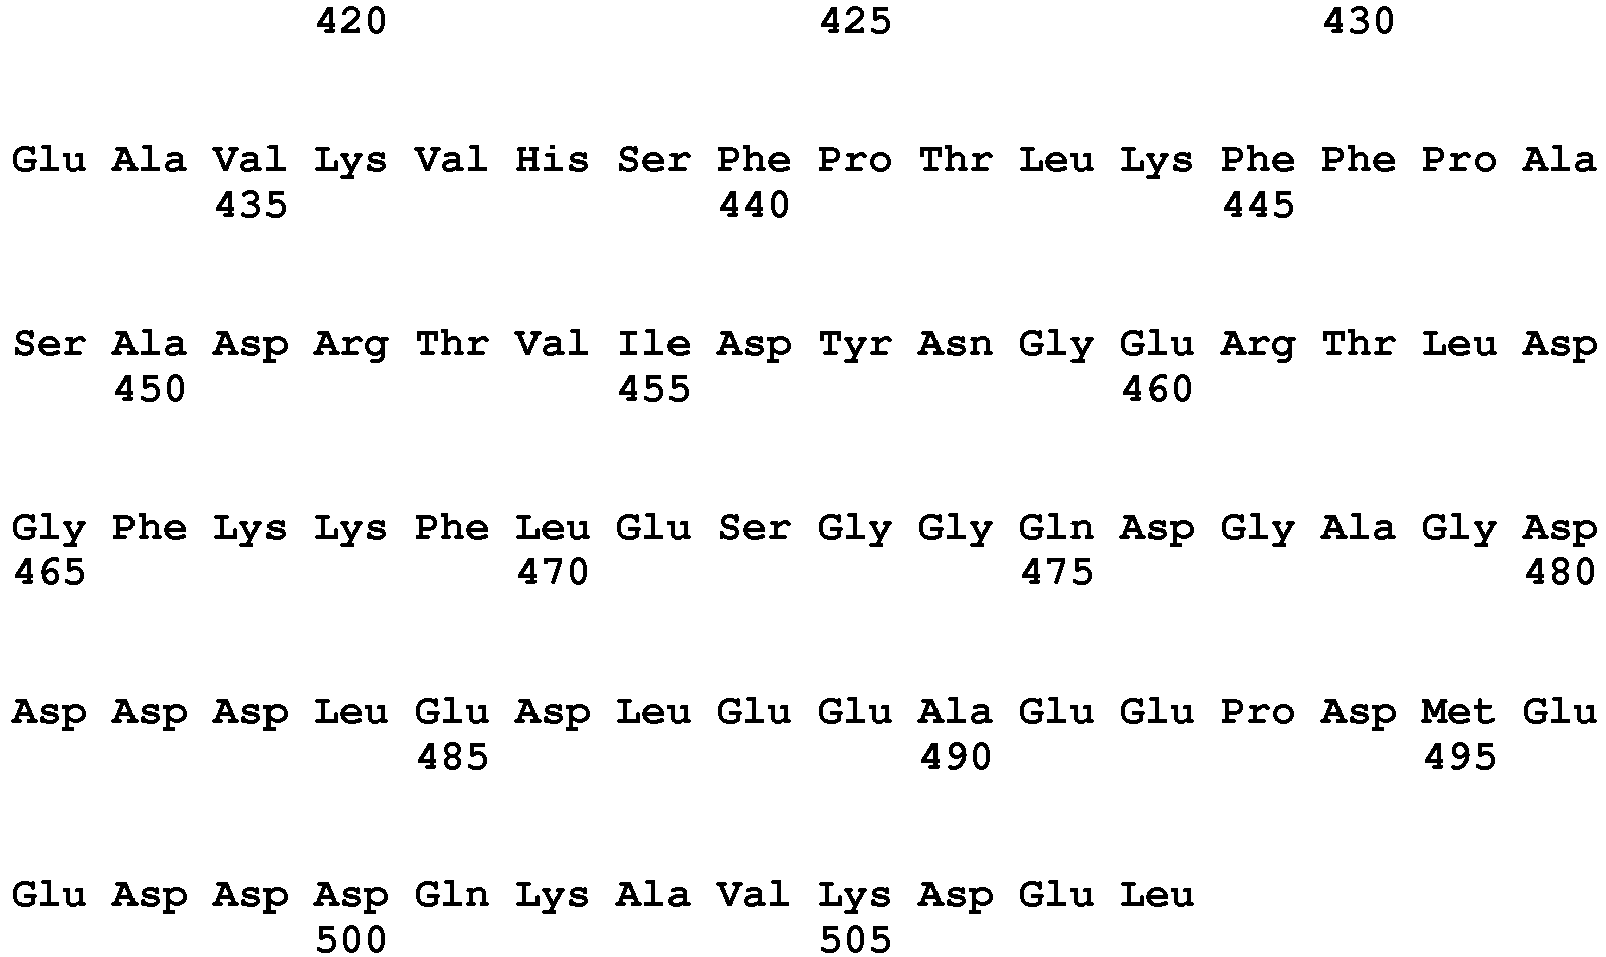 420 425 430
Glu Ala Val Lys Val His Ser Phe Pro Thr Leu Lys Phe Phe Pro Ala
435 440 445
Ser Ala Asp Arg Thr Val Ile Asp Tyr Asn Gly Glu Arg Thr Leu Asp
450 455 460
Gly Phe Lys Lys Phe Leu Glu Ser Gly Gly Gln Asp Gly Ala Gly Asp
465 470 475 480
Asp Asp Asp Leu Glu Asp Leu Glu Glu Ala Glu Glu Pro Asp Met Glu
485 490 495
Glu Asp Asp Asp Gln Lys Ala Val Lys Asp Glu Leu
500 505